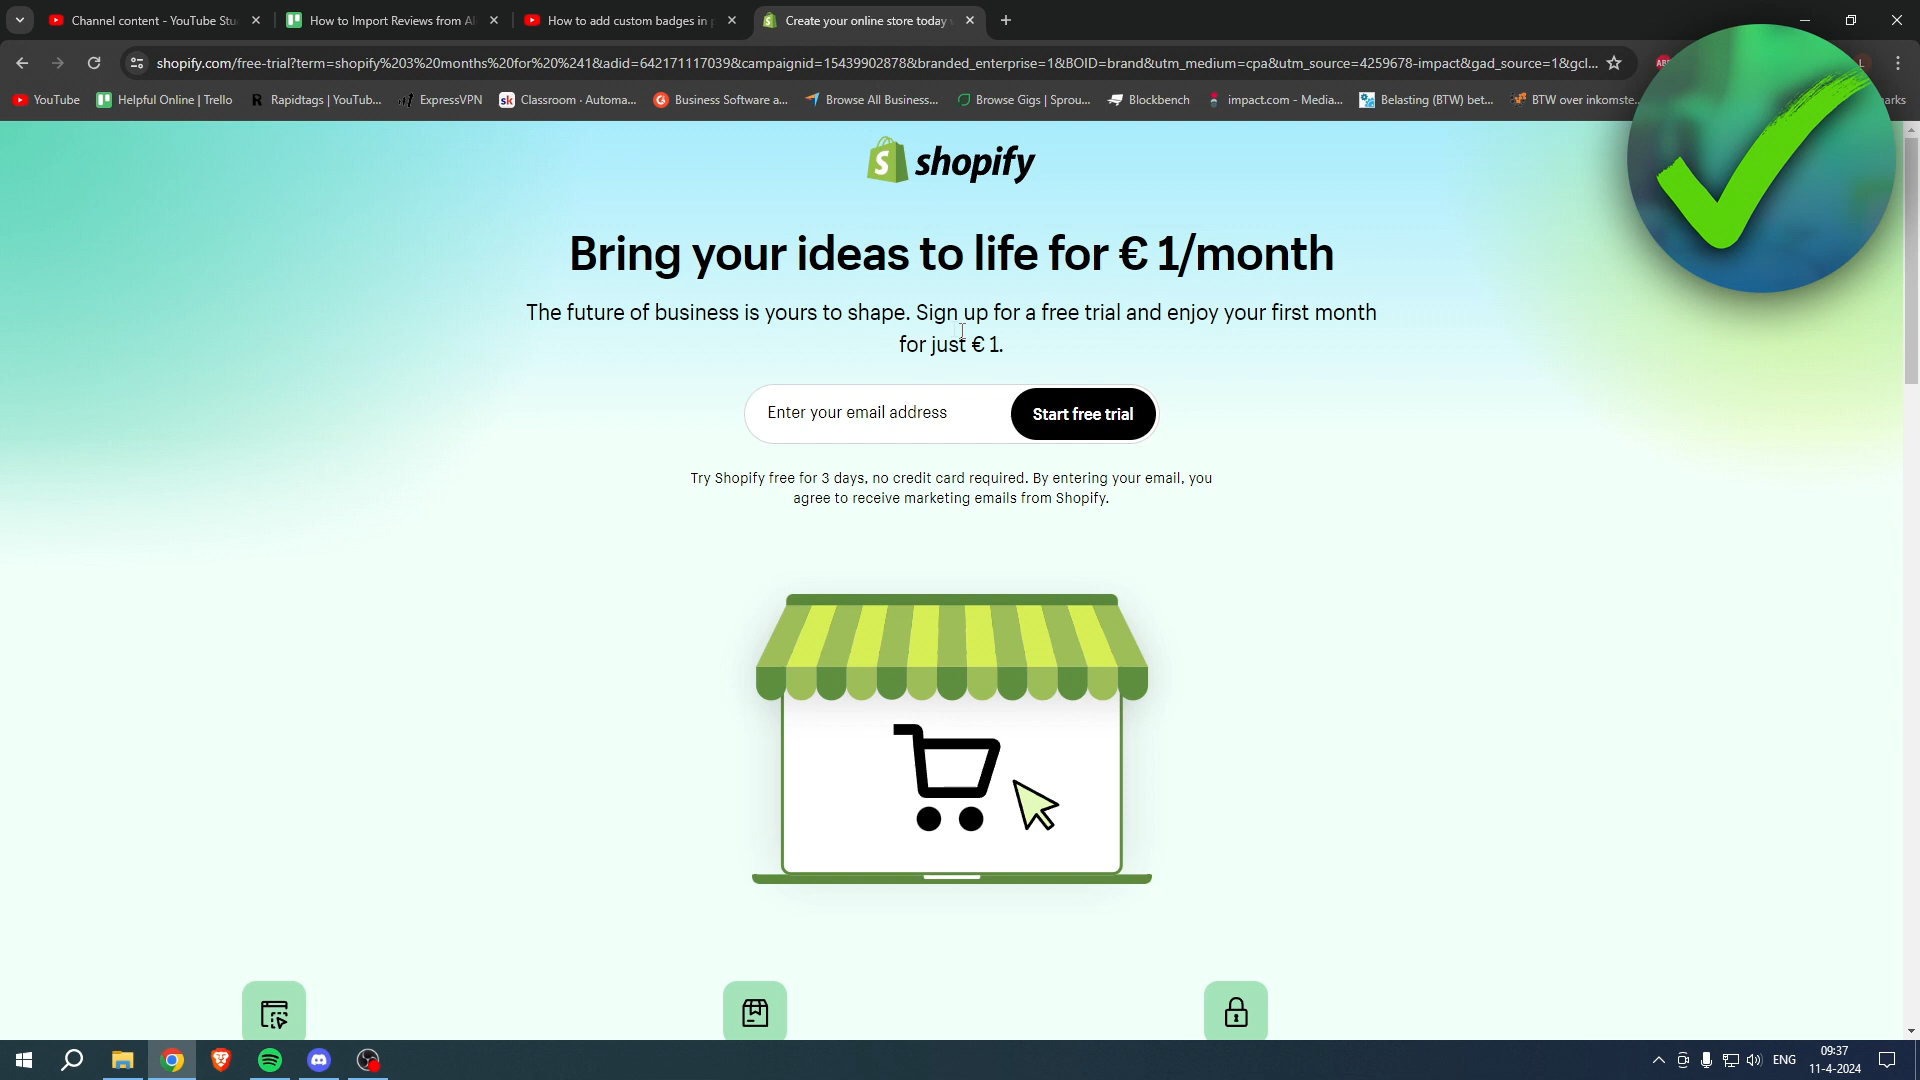 Channel content - YouTube Stu
How to Import Reviews from Al
How to add custom badges in
Create your online store today
shopify.com/free-trial?term=shopify%203%20months%20for%20%241&adid=642171117039&campaignid=15439902878&branded_enterprise=1&BOID=brand&utm_medium=cpa&utm_source=4259678-impact&gad_source=1&gcl...
YouTube
Helpful Online | Trello
Rapidtags | YouTub...
ExpressVPN
Classroom - Automa...
Business Software a...
Browse All Business...
Browse Gigs | Sprou...
Blockbench
impact.com - Media...
Belasting (BTW) bet...
BTW over inkomste...
arks
shopify
Bring your ideas to life for € 1/month
The future of business is yours to shape. Sign up for a free trial and enjoy your first month
for just € 1.
Enter your email address
Start free trial
Try Shopify free for 3 days, no credit card required. By entering your email, you
agree to receive marketing emails from Shopify.
ENG
09:37
11-4-2024